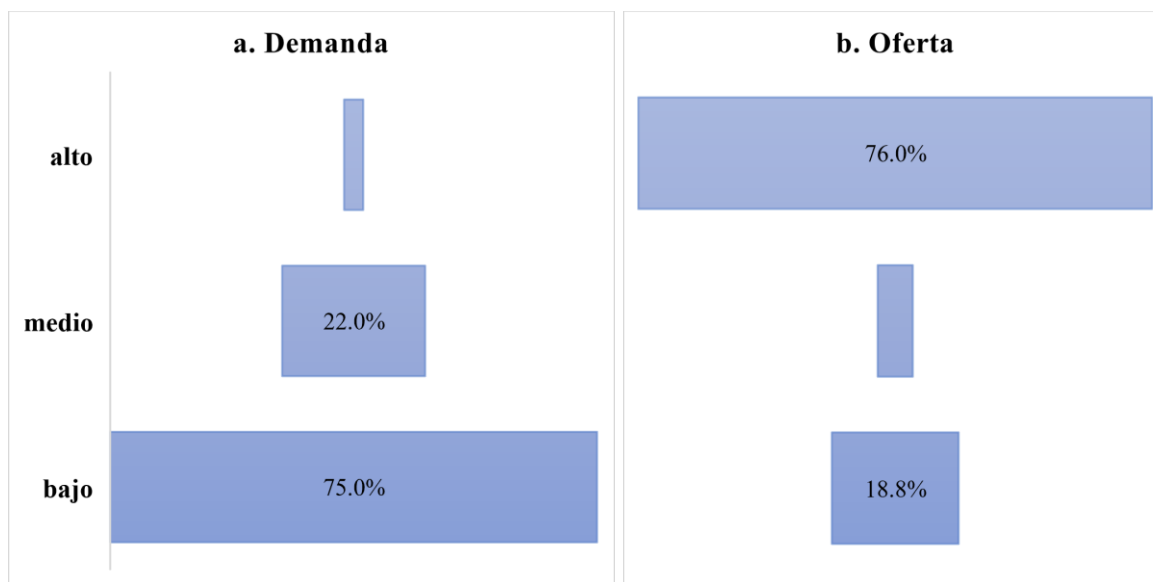 a. Demanda
alto
medio
22.0%
bajo
75.0%
b. Oferta
76.0%
18.8%